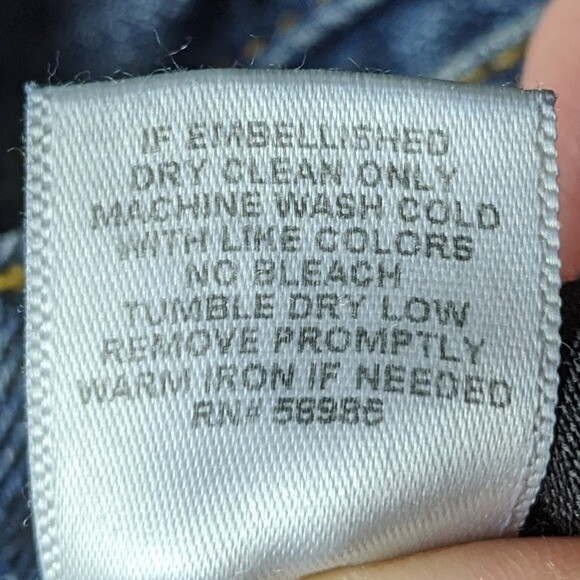 IF EMBELLISHED
DRY CLEAN ONLY
MACHINE WASH COLD
WITH LIKE COLORS
NO BLEACH
TUMBLE DRY LOW
REMOVE PROMPTLY
WARM IRON IF NEEDED
RN#